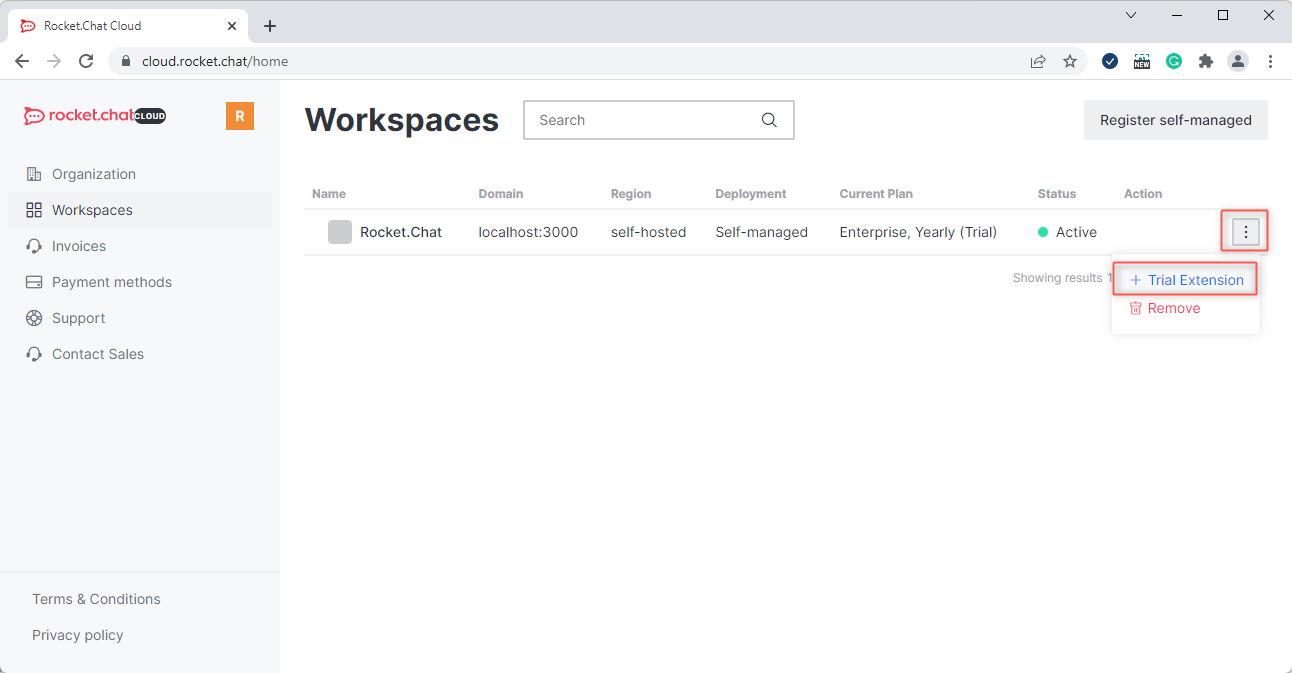 Rocket.Chat Cloud
cloud.rocket.chat/home
NEW
rocket.chat CLOUD
R
Workspaces
Search
Register self-managed
Organization
Workspaces
Invoices
Payment methods
Support
Contact Sales
Name Domain Region Deployment Current Plan Status Action
Rocket.Chat localhost:3000 self-hosted Self-managed Enterprise, Yearly (Trial) Active
Showing results 1
+ Trial Extension
Remove
Terms & Conditions
Privacy policy